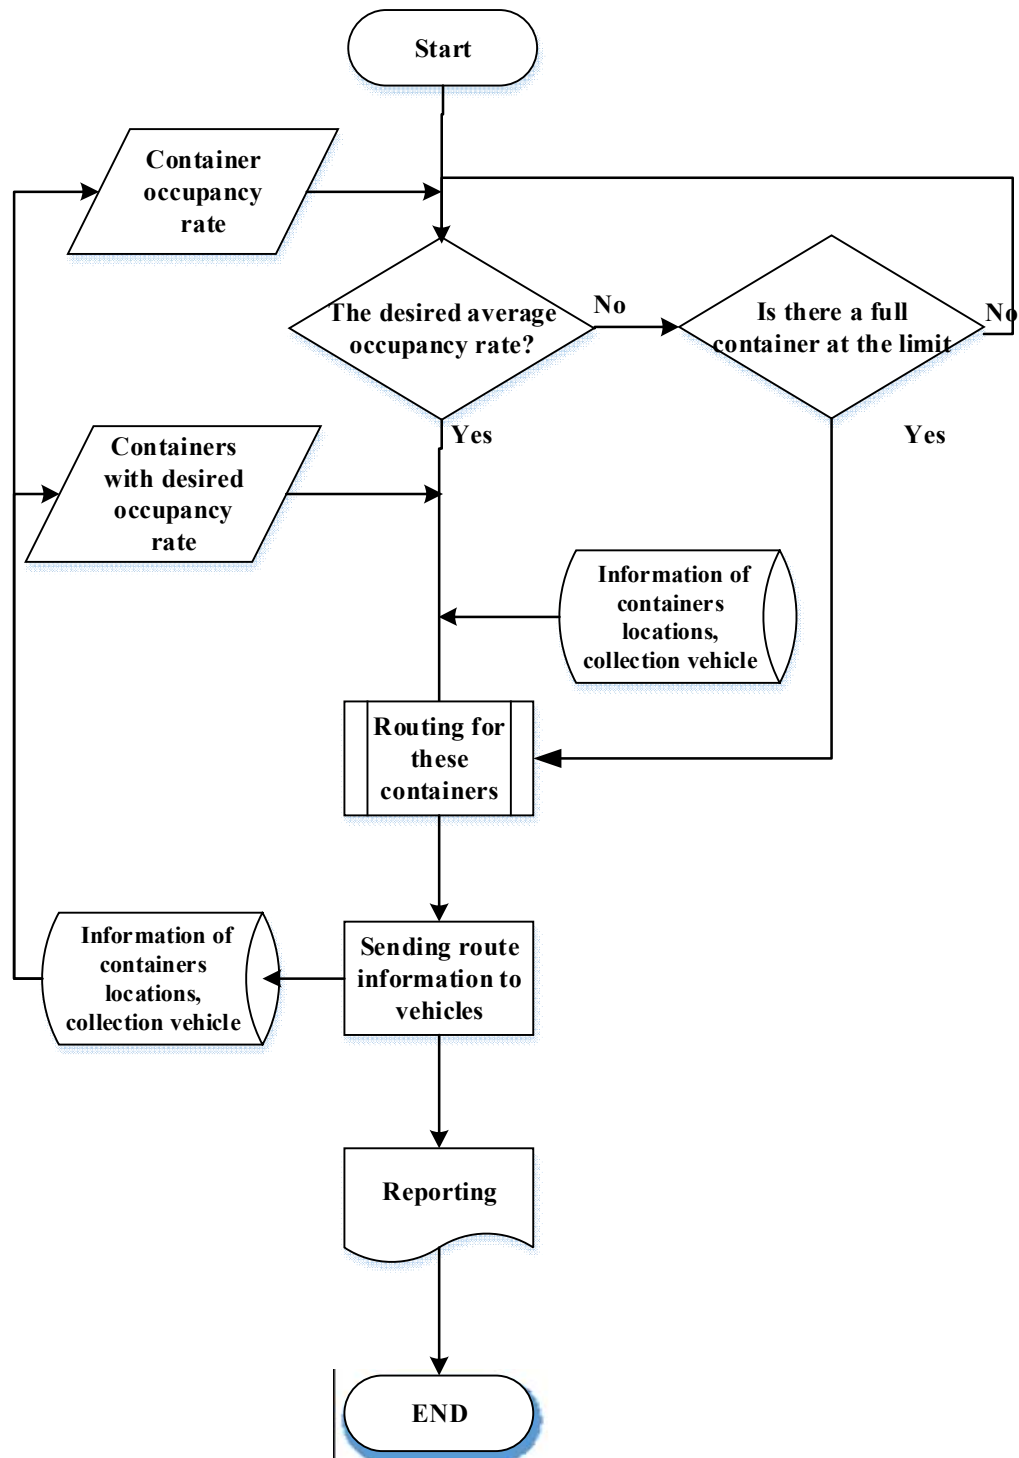 Start
Container
occupancy
rate
The desired average
occupancy rate?
No
Is there a full
container at the limit
No
Yes
Yes
Containers
with desired
occupancy
rate
Information of
containers
locations,
collection vehicle
Routing for
these
containers
Information of
containers
locations,
collection vehicle
Sending route
information to
vehicles
Reporting
END